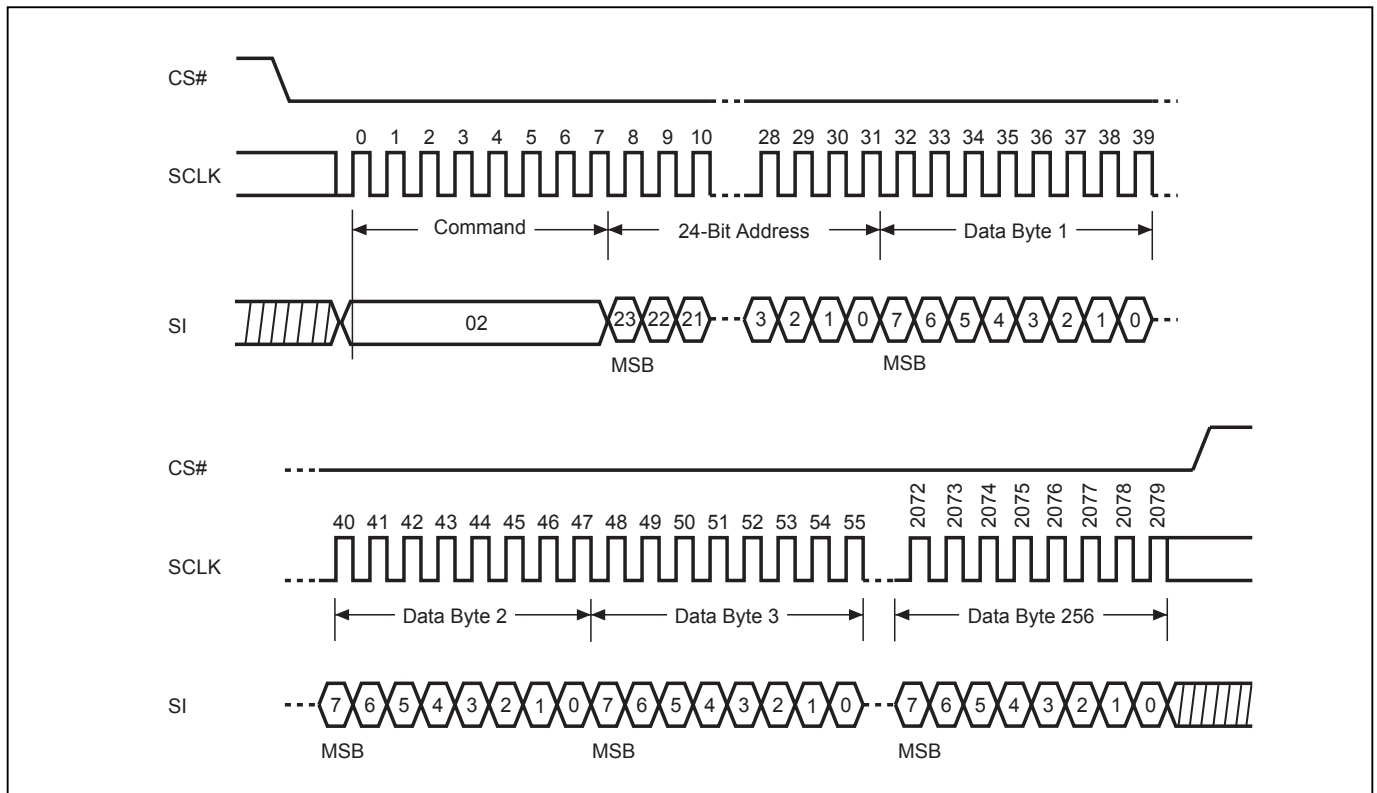 CS#
0 1 2 3 4 5 6 7 8 9 10 28 29 30 31 32 33 34 35 36 37 38 39
SCLK
Command 24-Bit Address Data Byte 1
SI 02 23 22 21 3 2 1 0 7 6 5 4 3 2 1 0
MSB MSB
CS#
40 41 42 43 44 45 46 47 48 49 50 51 52 53 54 55 2072 2073 2074 2075 2076 2077 2078 2079
SCLK
Data Byte 2 Data Byte 3 Data Byte 256
SI 7 6 5 4 3 2 1 0 7 6 5 4 3 2 1 0 7 6 5 4 3 2 1 0
MSB MSB MSB